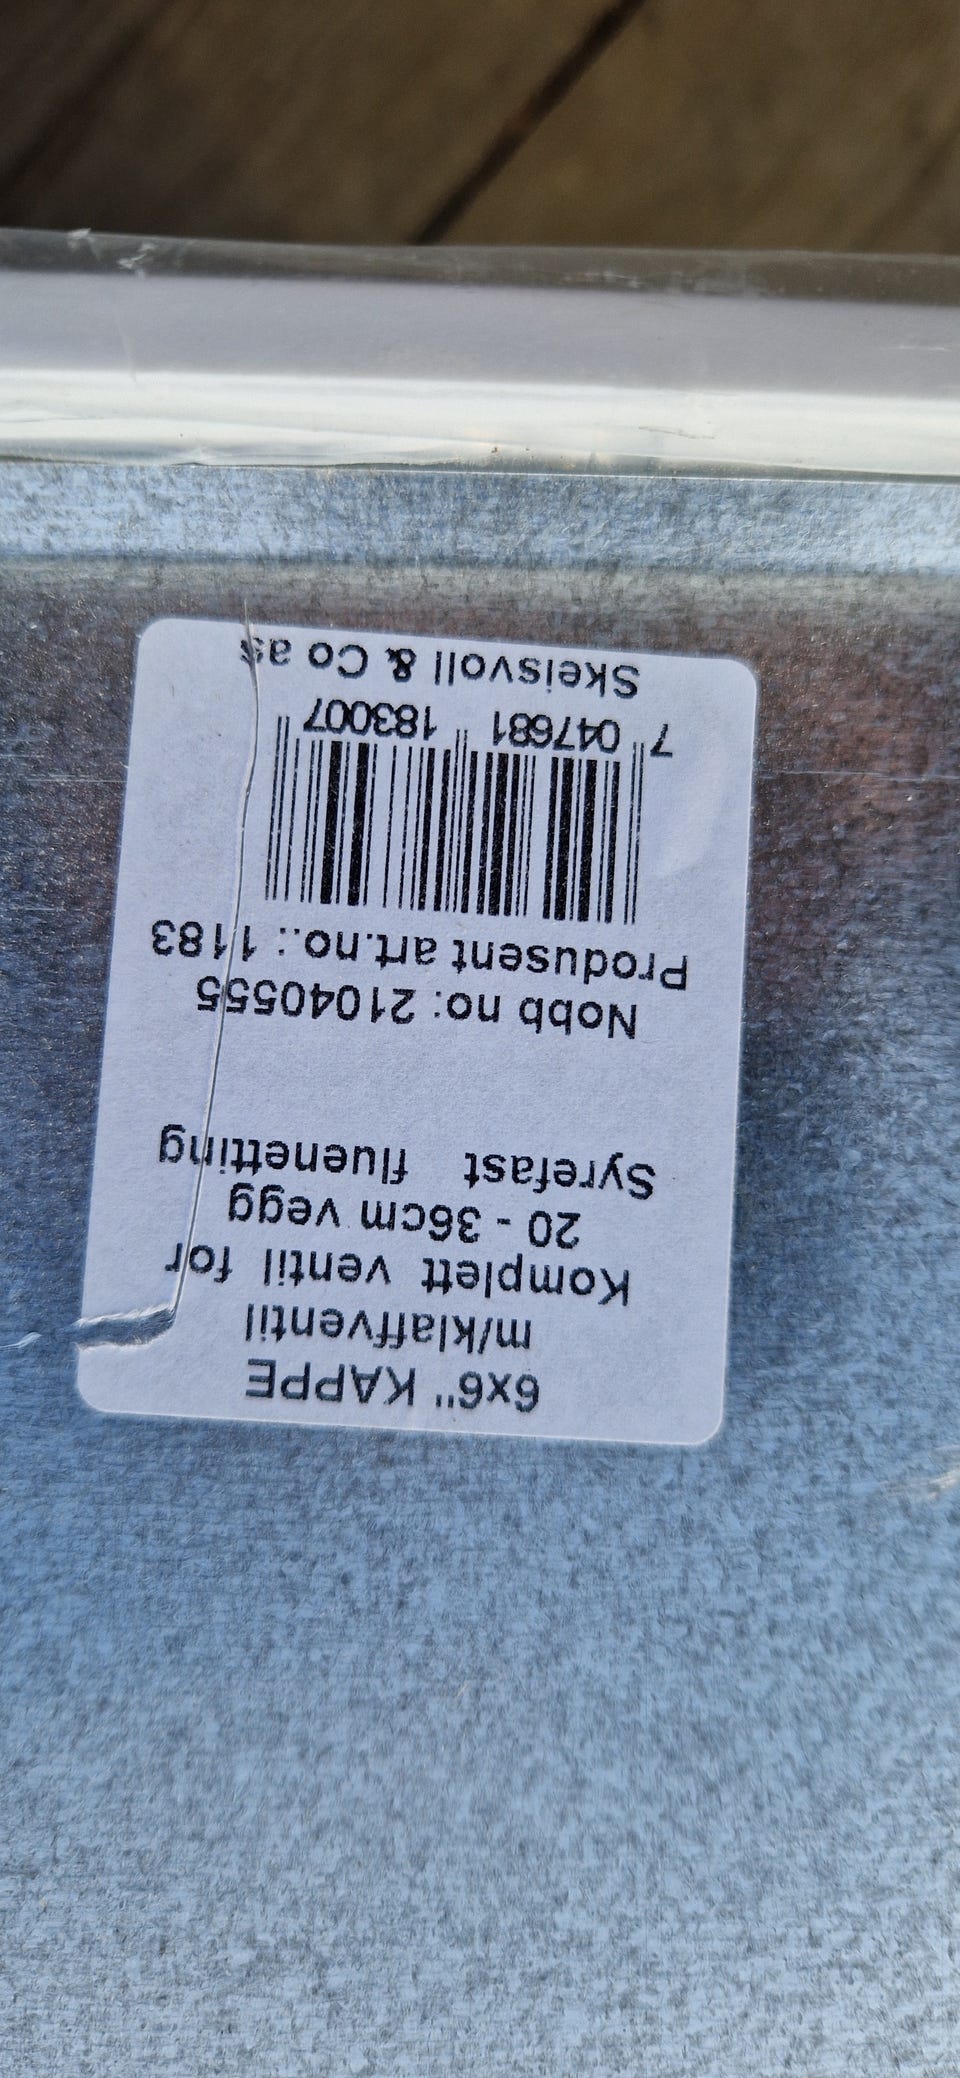 6x6" KAPPE
m/klaffventil
Komplett ventil for
20 - 36cm vegg
Syrefast fluenetting
Nobb no: 21040555
Produsent art.no.: 1183
7 047681 183007
Skeisvoll & Co as